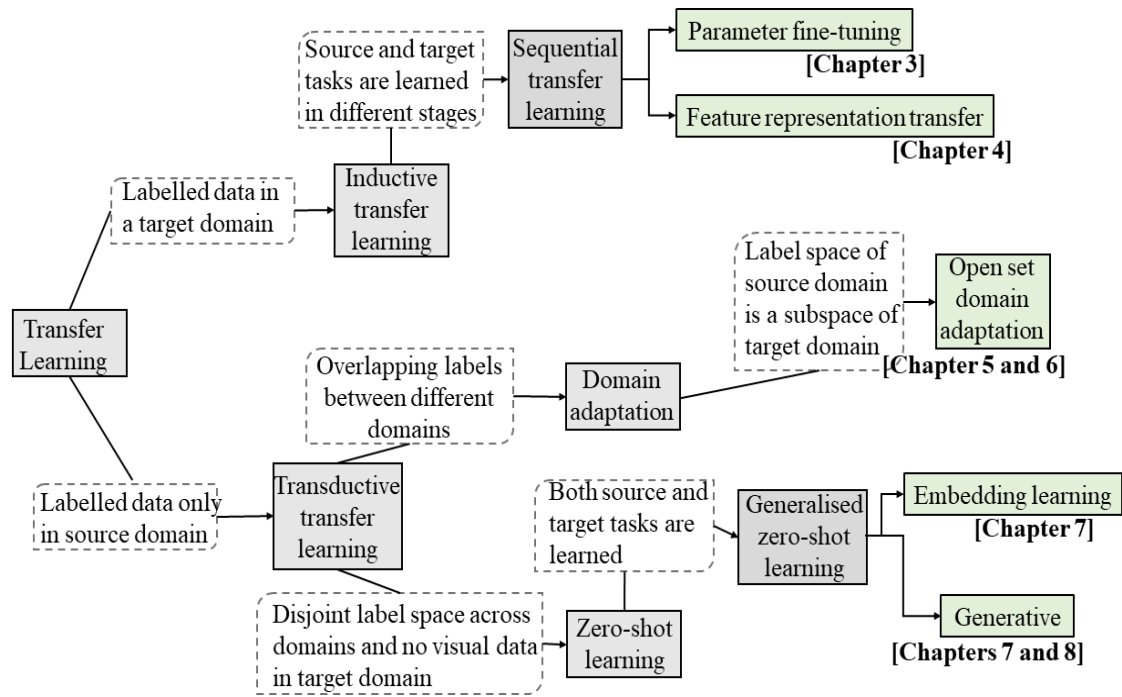 Transfer
Learning
Labelled data in
a target domain
Inductive
transfer
learning
Source and target
tasks are learned
in different stages
Sequential
transfer
learning
Parameter fine-tuning
[Chapter 3]
Feature representation transfer
[Chapter 4]
Labelled data only
in source domain
Transductive
transfer
learning
Overlapping labels
between different
domains
Domain
adaptation
Label space of
source domain
is a subspace of
target domain
Open set
domain
adaptation
[Chapter 5 and 6]
Disjoint label space across
domains and no visual data
in target domain
Zero-shot
learning
Both source and
target tasks are
learned
Generalised
zero-shot
learning
Embedding learning
[Chapter 7]
Generative
[Chapters 7 and 8]